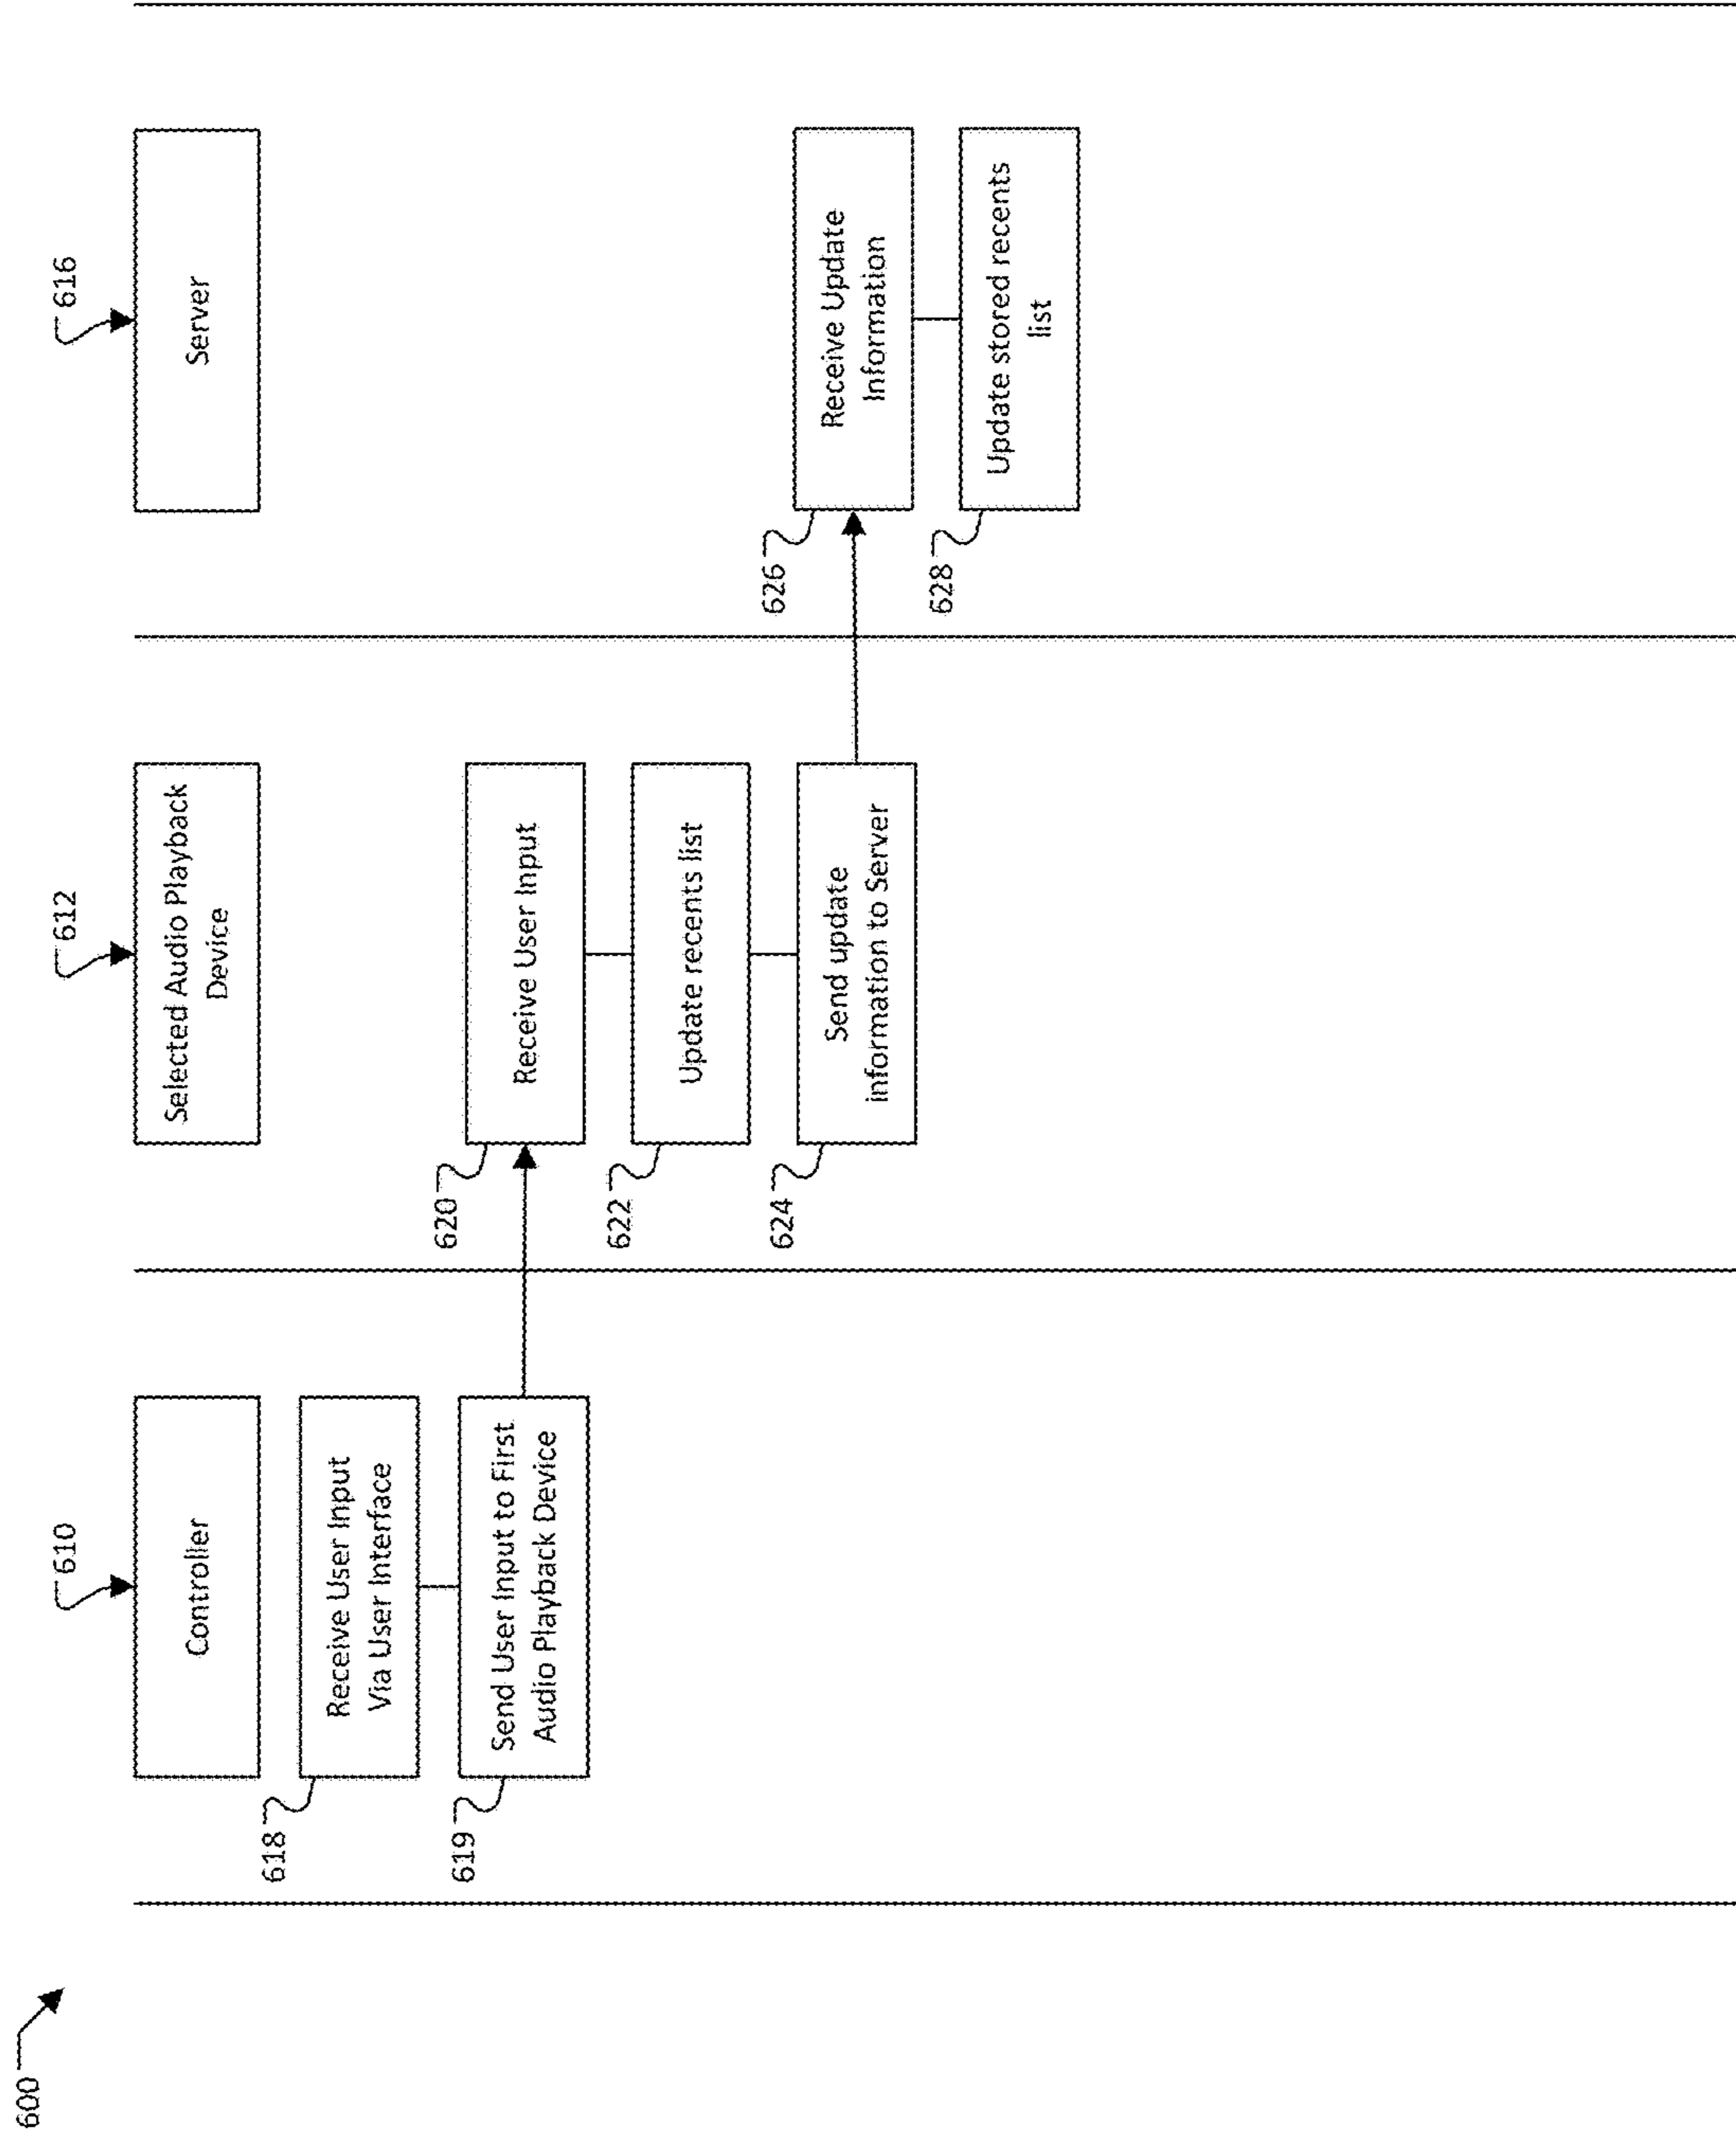 600
610
Controller
618
Receive User Input
Via User Interface
619
Send User Input to First
Audio Playback Device
612
Selected Audio Playback
Device
620
Receive User Input
622
Update recents list
624
Send update
information to Server
616
Server
626
Receive Update
Information
628
Update stored recents
list